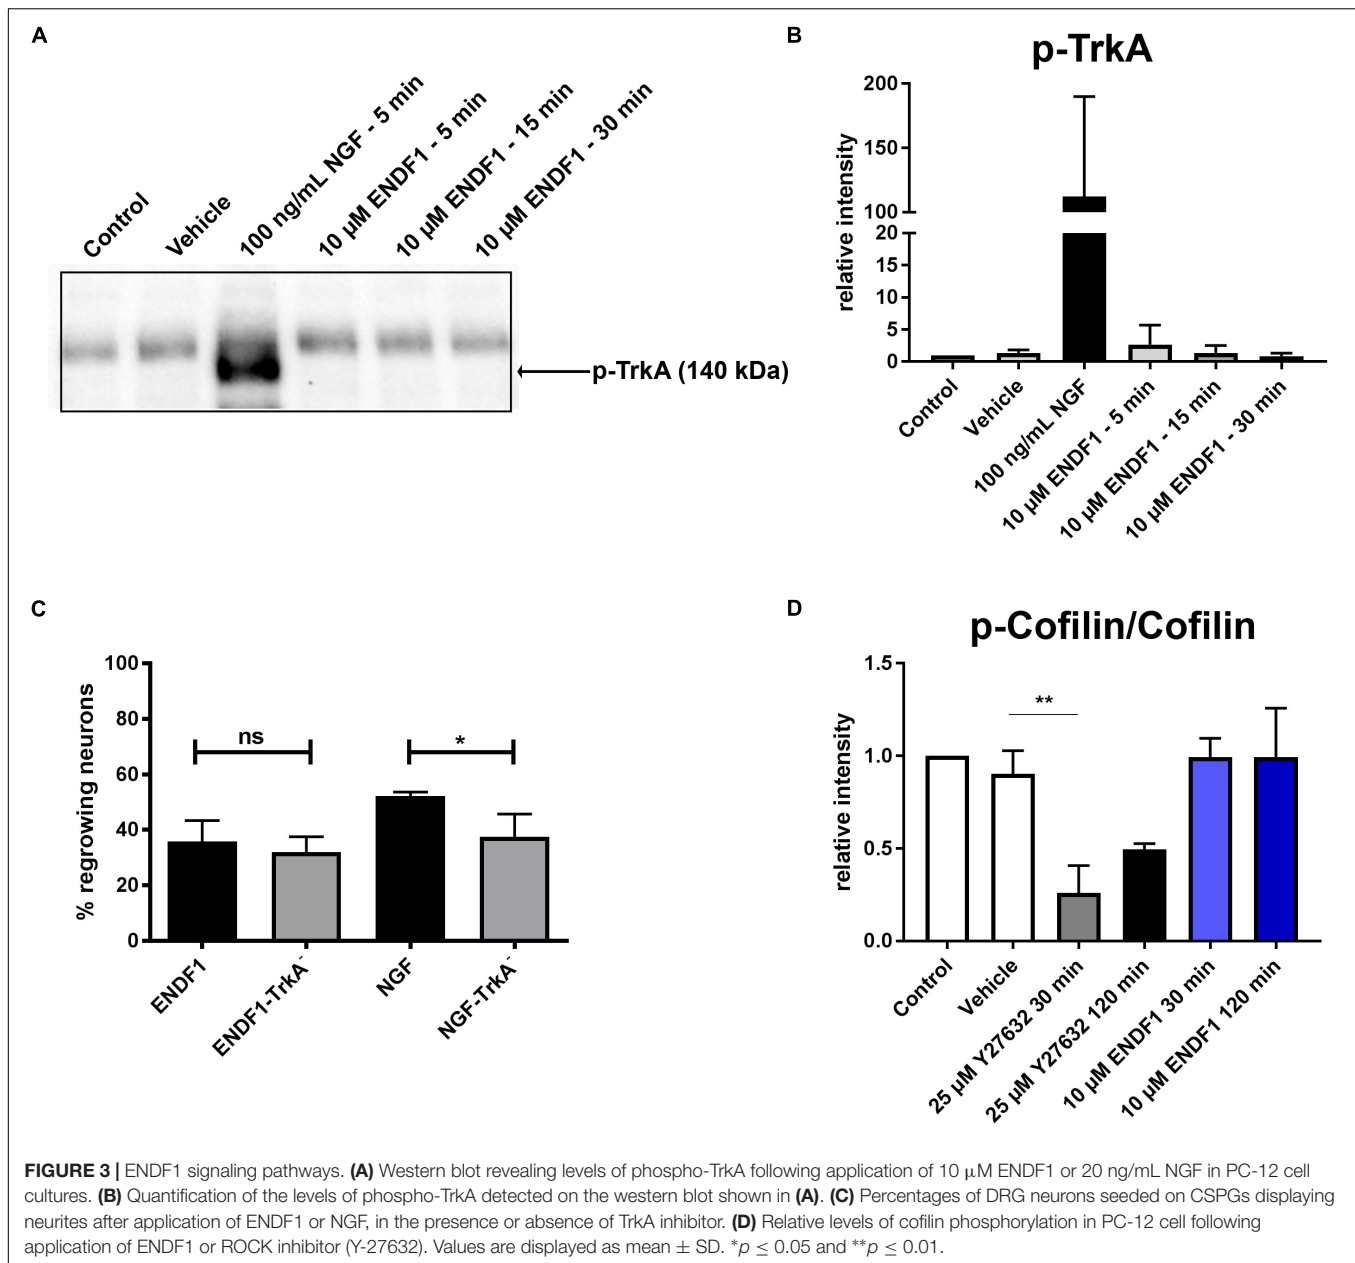 A
Control
Vehicle
100 ng/mL NGF - 5 min
10 µM ENDF1 - 5 min
10 µM ENDF1 - 15 min
10 µM ENDF1 - 30 min
p-TrkA (140 kDa)
B
p-TrkA
relative intensity
200
150
100
20
15
10
5
0
Control
Vehicle
100 ng/mL NGF
10 µM ENDF1 - 5 min
10 µM ENDF1 - 15 min
10 µM ENDF1 - 30 min
C
% regrowing neurons
100
80
60
40
20
0
ns
*
ENDF1
ENDF1-TrkA-
NGF
NGF-TrkA-
D
p-Cofilin/Cofilin
relative intensity
1.5
1.0
0.5
0.0
**
Control
Vehicle
25 µM Y27632 30 min
25 µM Y27632 120 min
10 µM ENDF1 30 min
10 µM ENDF1 120 min
FIGURE 3 | ENDF1 signaling pathways. (A) Western blot revealing levels of phospho-TrkA following application of 10 µM ENDF1 or 20 ng/mL NGF in PC-12 cell
cultures. (B) Quantification of the levels of phospho-TrkA detected on the western blot shown in (A). (C) Percentages of DRG neurons seeded on CSPGs displaying
neurites after application of ENDF1 or NGF, in the presence or absence of TrkA inhibitor. (D) Relative levels of cofilin phosphorylation in PC-12 cell following
application of ENDF1 or ROCK inhibitor (Y-27632). Values are displayed as mean ± SD. *p ≤ 0.05 and **p ≤ 0.01.